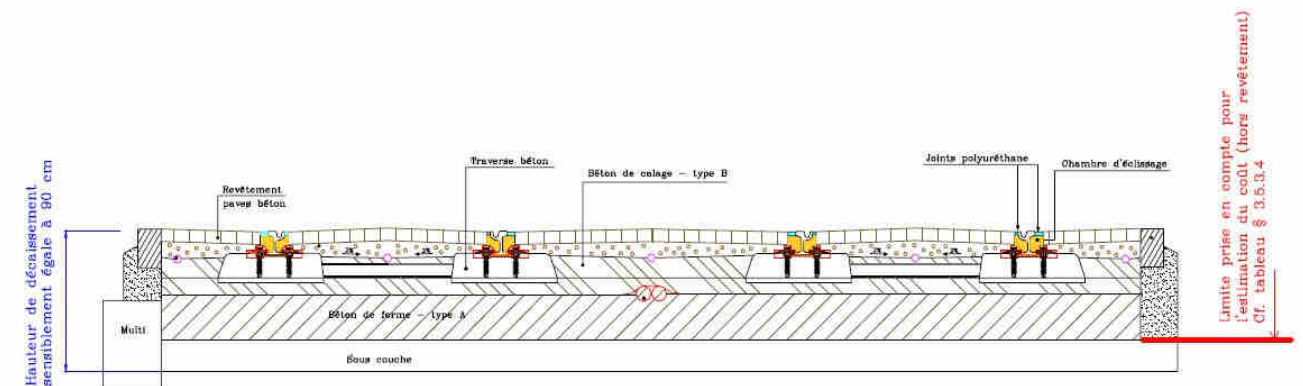 Hauteur de décaissement
sensiblement égale à 90 cm
Revêtement
paves béton
Traverse béton
Béton de calage – type B
Joints polyuréthane
Chambre d'éclissage
Limite prise en compte pour
l'estimation du coût (hors revêtement)
Cf. tableau § 3.5.3.4
Multi
Béton de forme – type A
Sous couche